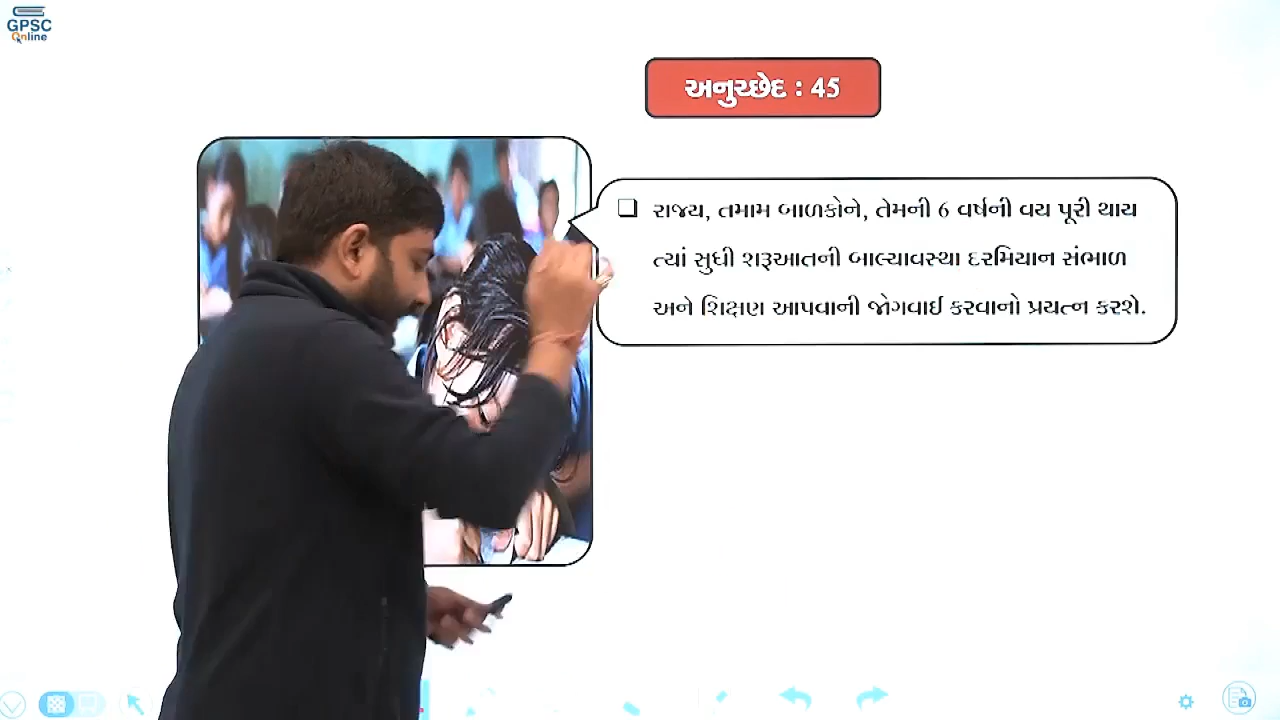 GPSC
Online
અનુચ્છેદ : 45
❑ રાજ્ય, તમામ બાળકોને, તેમની 6 વર્ષની વય પૂરી થાય
ત્યાં સુધી શરૂઆતની બાલ્યાવસ્થા દરમિયાન સંભાળ
અને શિક્ષણ આપવાની જોગવાઈ કરવાનો પ્રયત્ન કરશે.